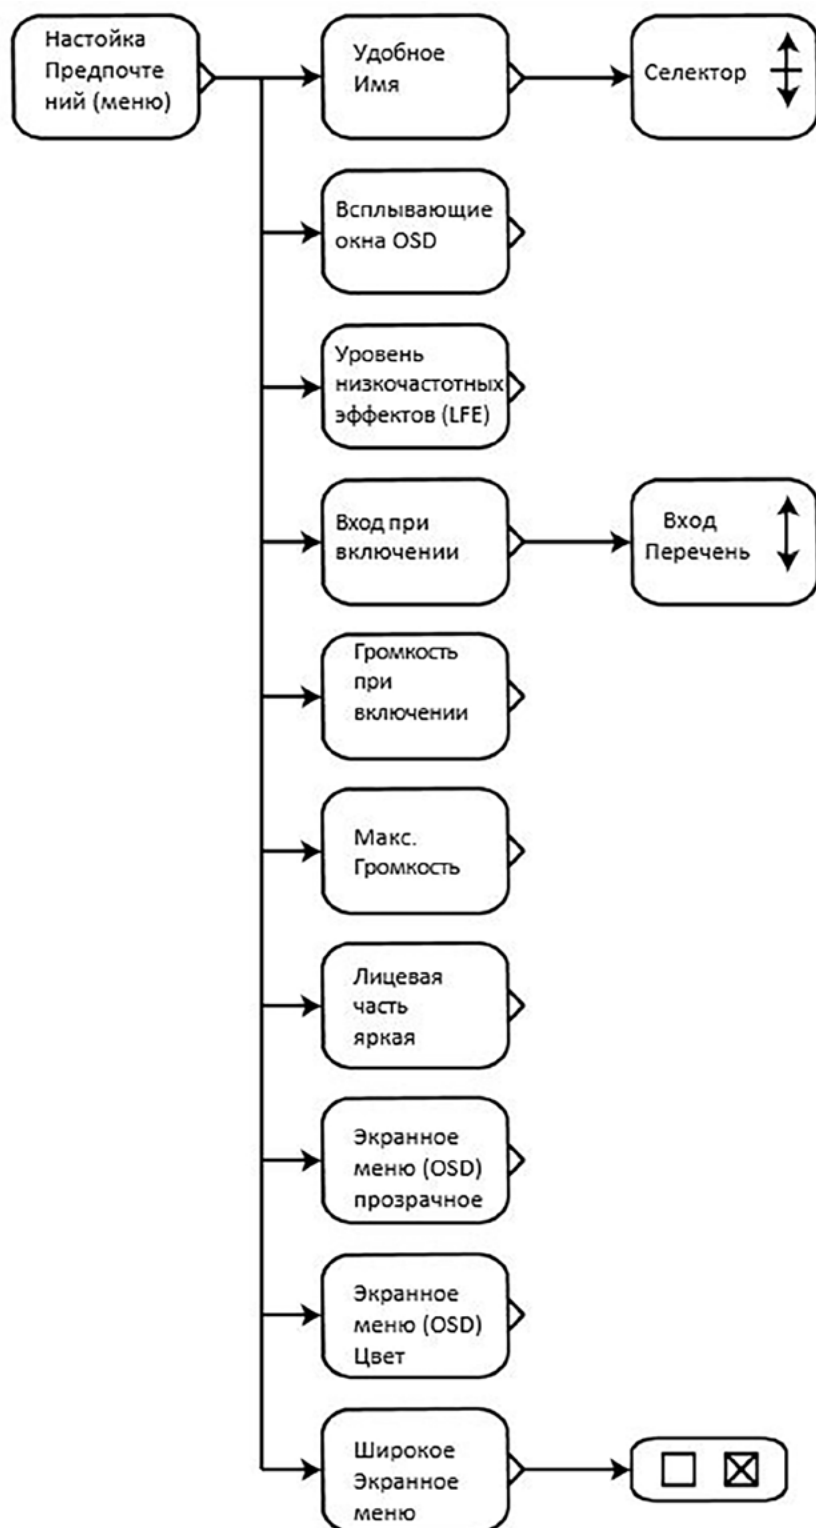 Настойка
Предпочте
ний (меню)
Удобное
Имя
Селектор
Всплывающие
окна OSD
Уровень
низкочастотных
эффектов (LFE)
Вход при
включении
Вход
Перечень
Громкость
при
включении
Макс.
Громкость
Лицевая
часть
яркая
Экранное
меню (OSD)
прозрачное
Экранное
меню (OSD)
Цвет
Широкое
Экранное
меню